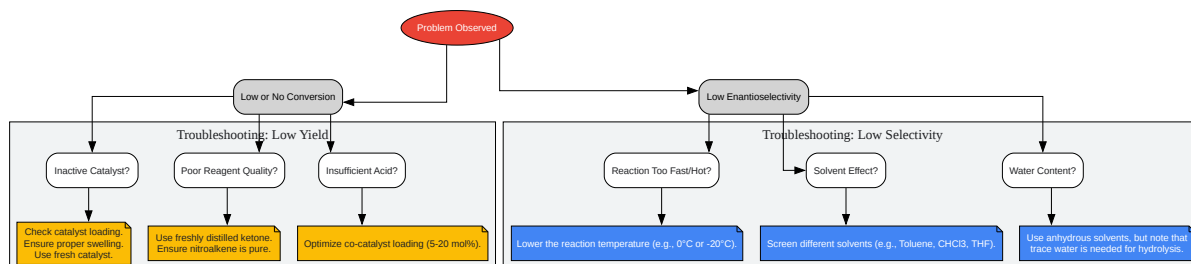 Problem Observed
Low or No Conversion
Low Enantioselectivity
Troubleshooting: Low Yield
Troubleshooting: Low Selectivity
Inactive Catalyst?
Poor Reagent Quality?
Insufficient Acid?
Reaction Too Fast/Hot?
Solvent Effect?
Water Content?
Check catalyst loading.
Ensure proper swelling.
Use fresh catalyst.
Use freshly distilled ketone.
Ensure nitroalkene is pure.
Optimize co-catalyst loading (5-20 mol%).
Lower the reaction temperature (e.g., 0°C or -20°C).
Screen different solvents (e.g., Toluene, CHCl3, THF).
Use anhydrous solvents, but note that
trace water is needed for hydrolysis.